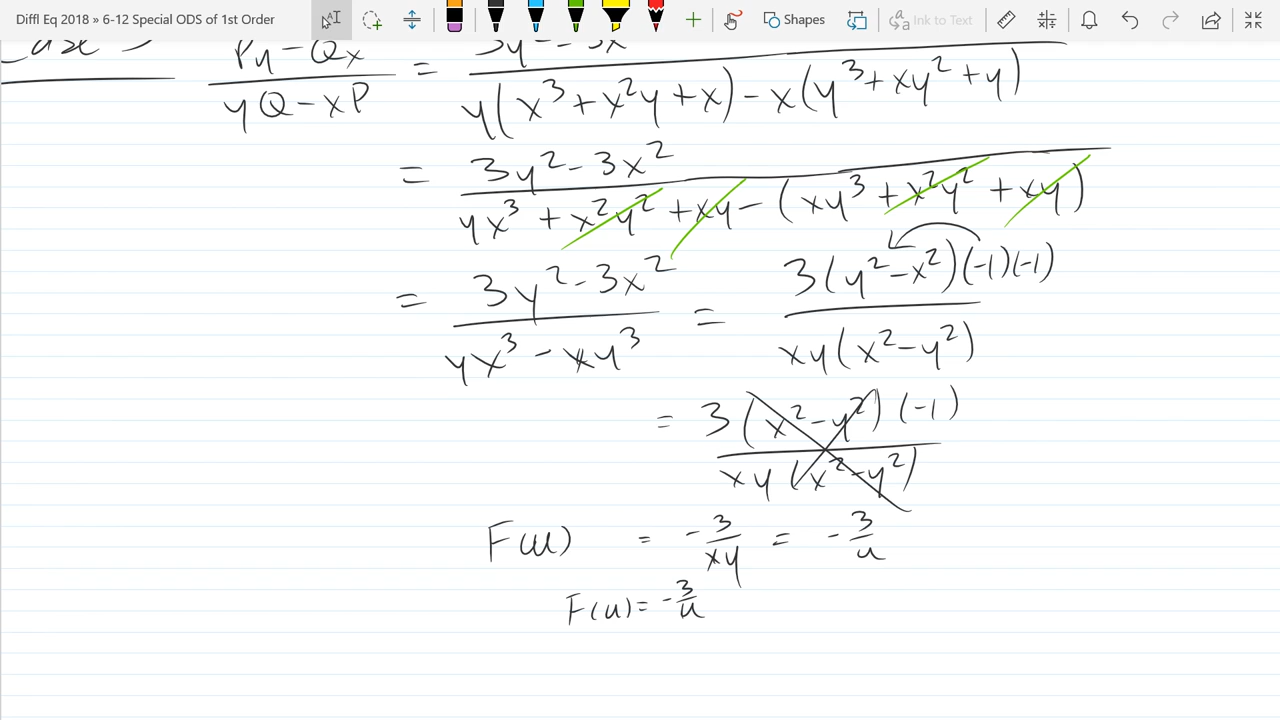 Diffl Eq 2018 » 6-12 Special ODS of 1st Order
Shapes
Ink to Text
Py - Qx / yQ - xP = 3y² - 3x² / y(x³ + x²y + x) - x(y³ + xy² + y)
= 3y² - 3x² / yx³ + x²y² + xy - (xy³ + x²y² + xy)
= 3y² - 3x² / yx³ - xy³ = 3(y² - x²)(-1)(-1) / xy(x² - y²)
= 3(x² - y²)(-1) / xy(x² - y²)
F(u) = -3/xy = -3/u
F(u) = -3/u